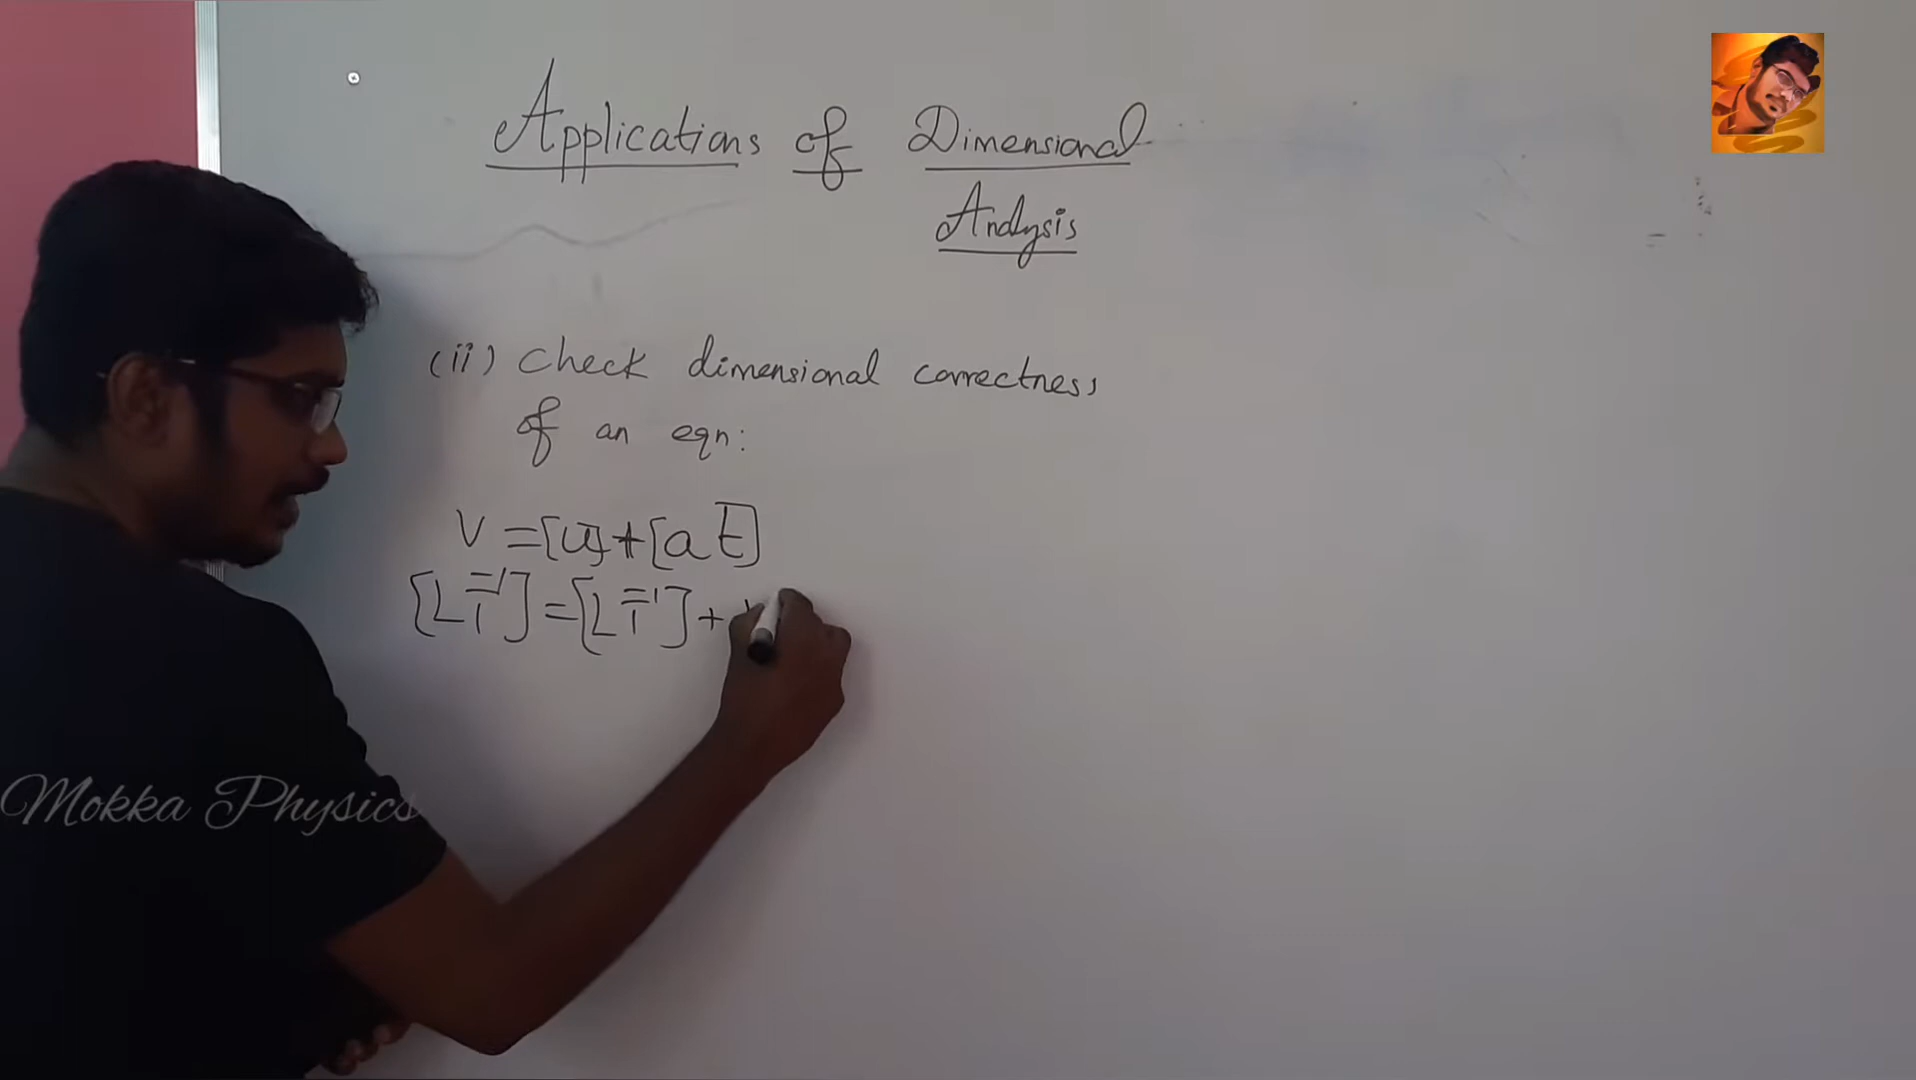 Applications of Dimensional
Analysis
(ii) Check dimensional correctness
of an eqn:
V = [u] + [a t]
[L T⁻¹] = [L T⁻¹] +
Mokka Physics